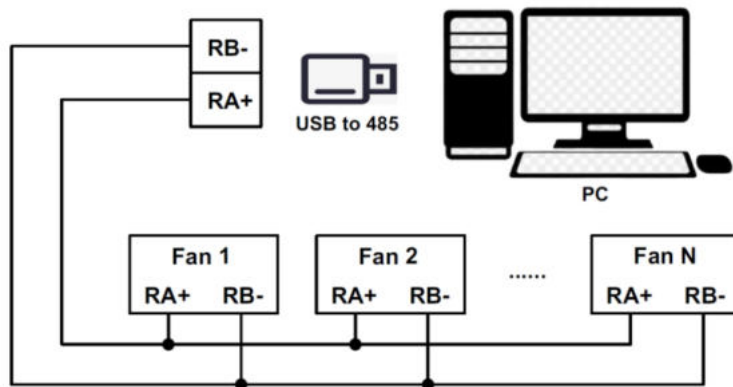 RB-
RA+
USB to 485
PC
Fan 1
RA+ RB-
Fan 2
RA+ RB-
......
Fan N
RA+ RB-